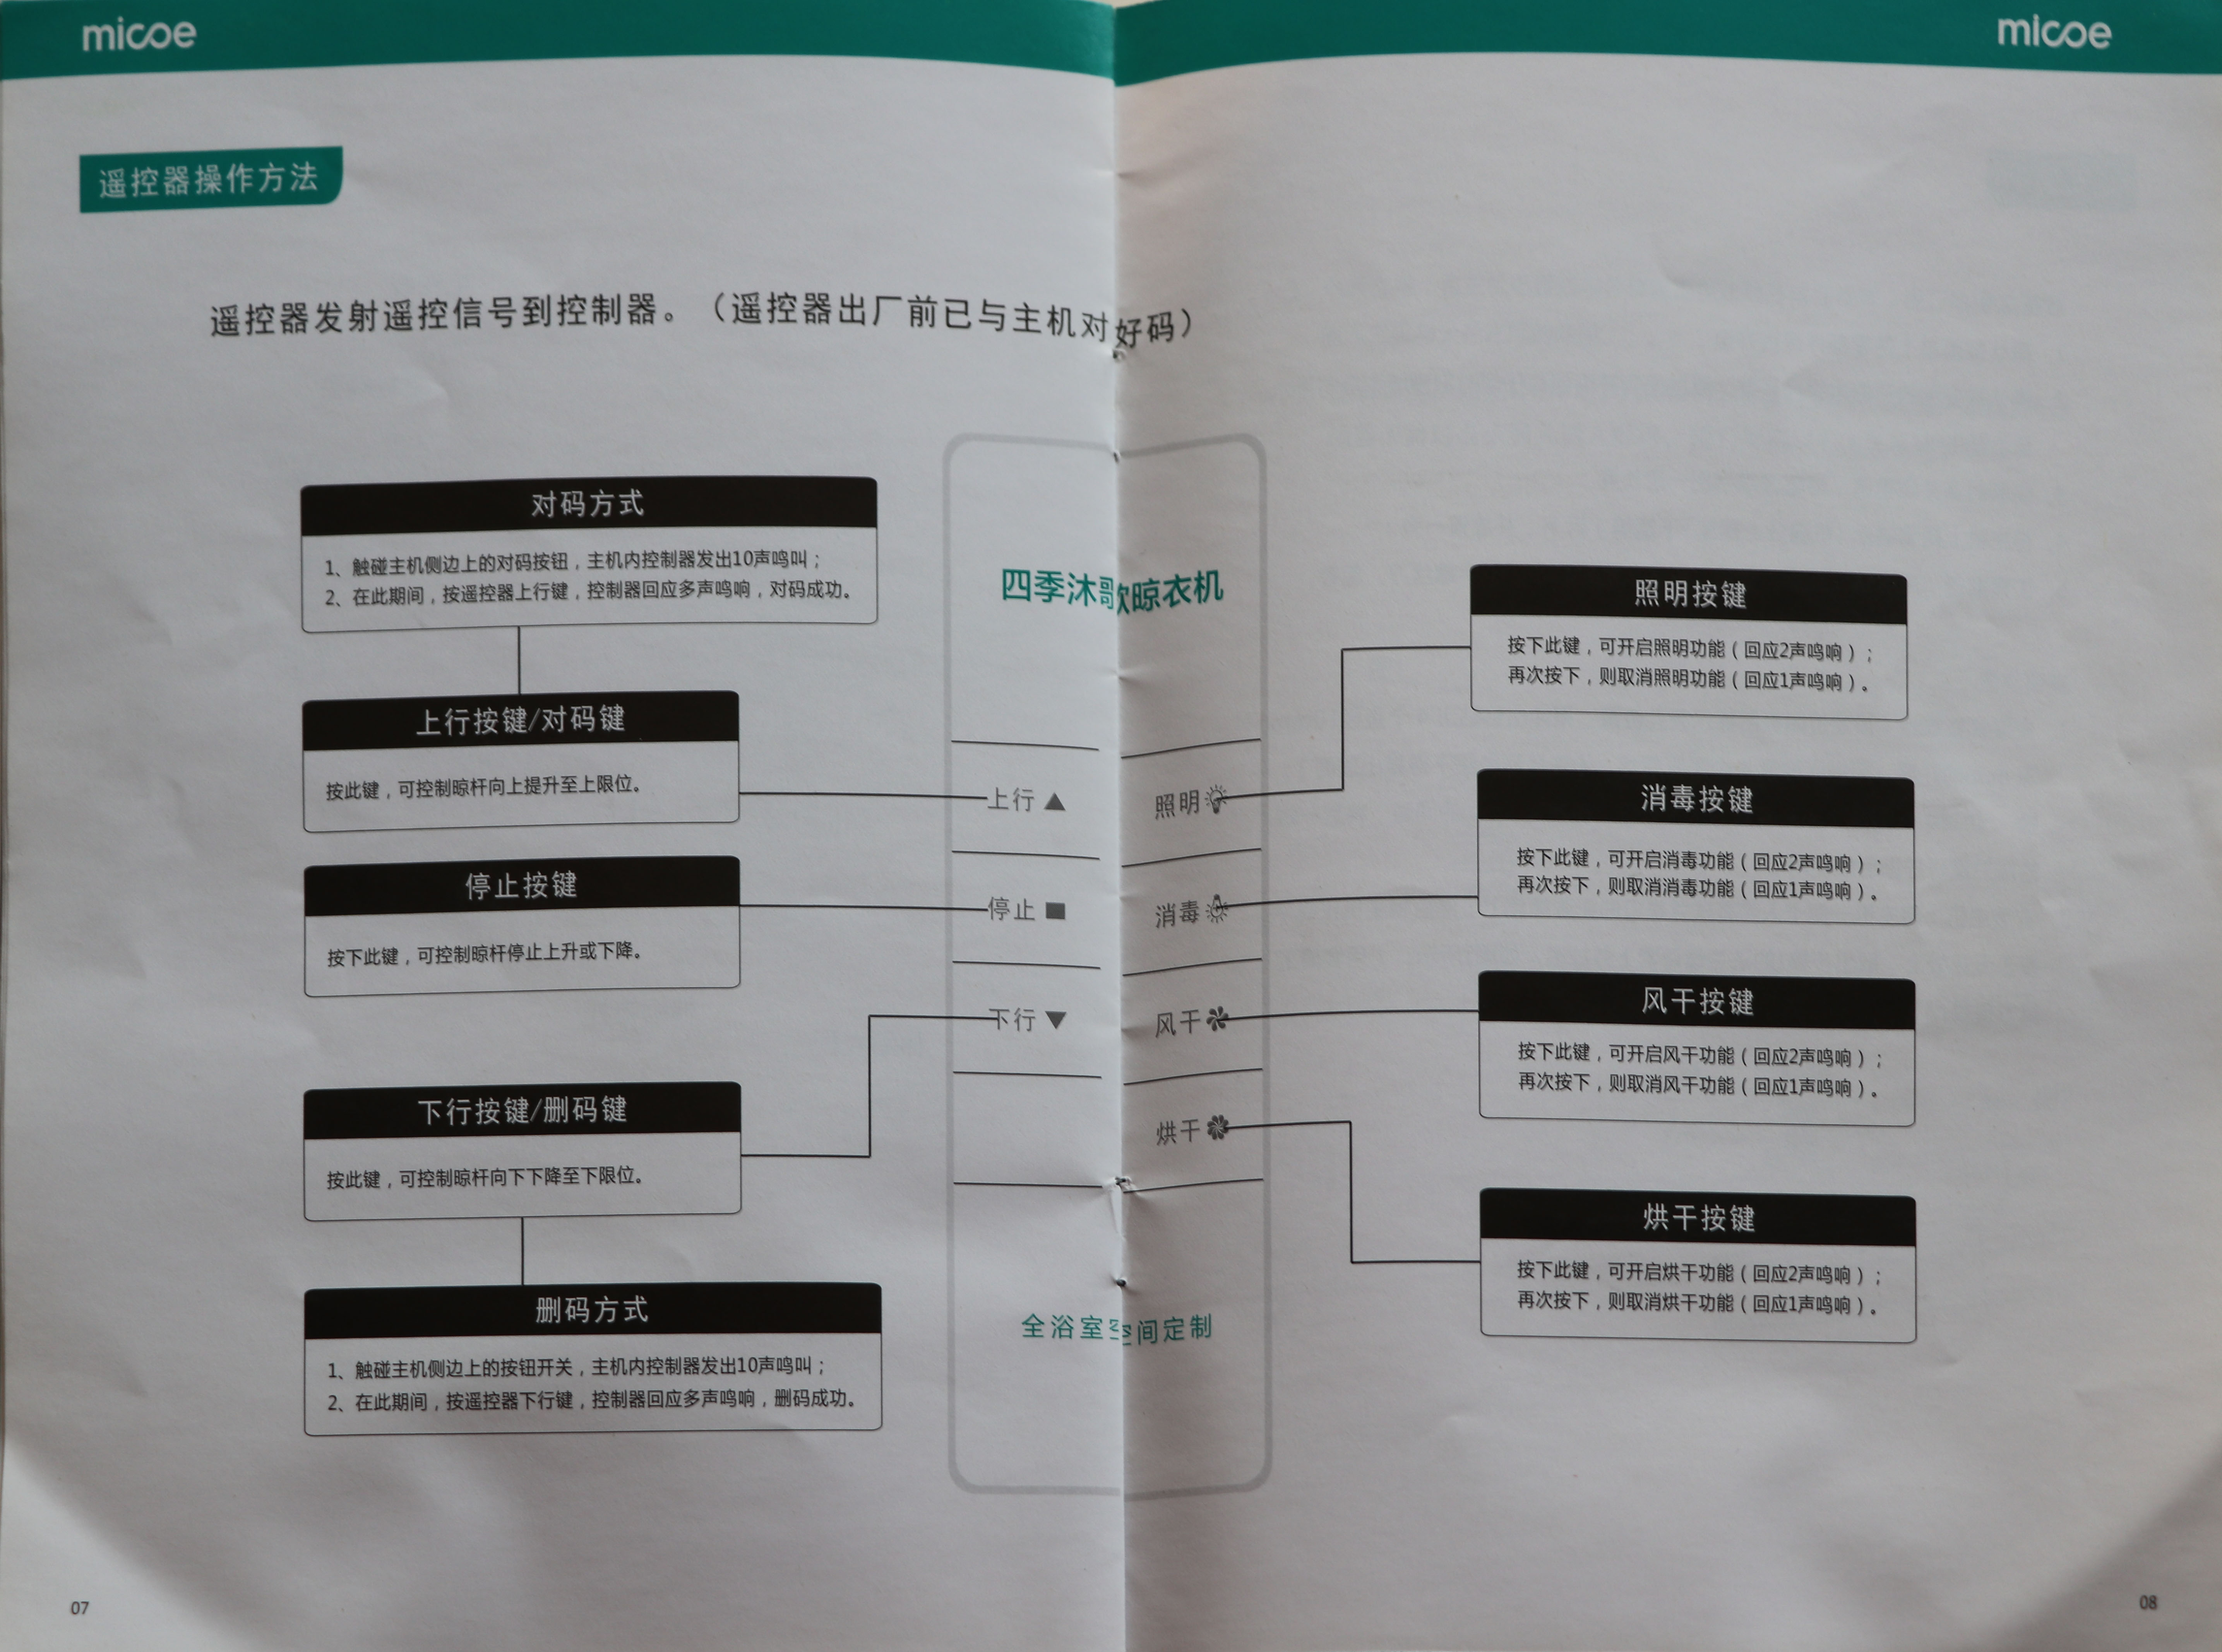 micoe
micoe
遥控器操作方法
遥控器发射遥控信号到控制器。（遥控器出厂前已与主机对好码）
对码方式
1、触碰主机侧边上的对码按钮，主机内控制器发出10声鸣叫；
2、在此期间，按遥控器上行键，控制器回应多声鸣响，对码成功。
上行按键/对码键
按此键，可控制晾杆向上提升至上限位。
停止按键
按下此键，可控制晾杆停止上升或下降。
下行按键/删码键
按此键，可控制晾杆向下下降至下限位。
删码方式
1、触碰主机侧边上的按钮开关，主机内控制器发出10声鸣叫；
2、在此期间，按遥控器下行键，控制器回应多声鸣响，删码成功。
四季沐歌晾衣机
上行▲ 照明
停止■ 消毒
下行▼ 风干
烘干
全浴室空间定制
照明按键
按下此键，可开启照明功能（回应2声鸣响）；
再次按下，则取消照明功能（回应1声鸣响）。
消毒按键
按下此键，可开启消毒功能（回应2声鸣响）；
再次按下，则取消消毒功能（回应1声鸣响）。
风干按键
按下此键，可开启风干功能（回应2声鸣响）；
再次按下，则取消风干功能（回应1声鸣响）。
烘干按键
按下此键，可开启烘干功能（回应2声鸣响）；
再次按下，则取消烘干功能（回应1声鸣响）。
07
08